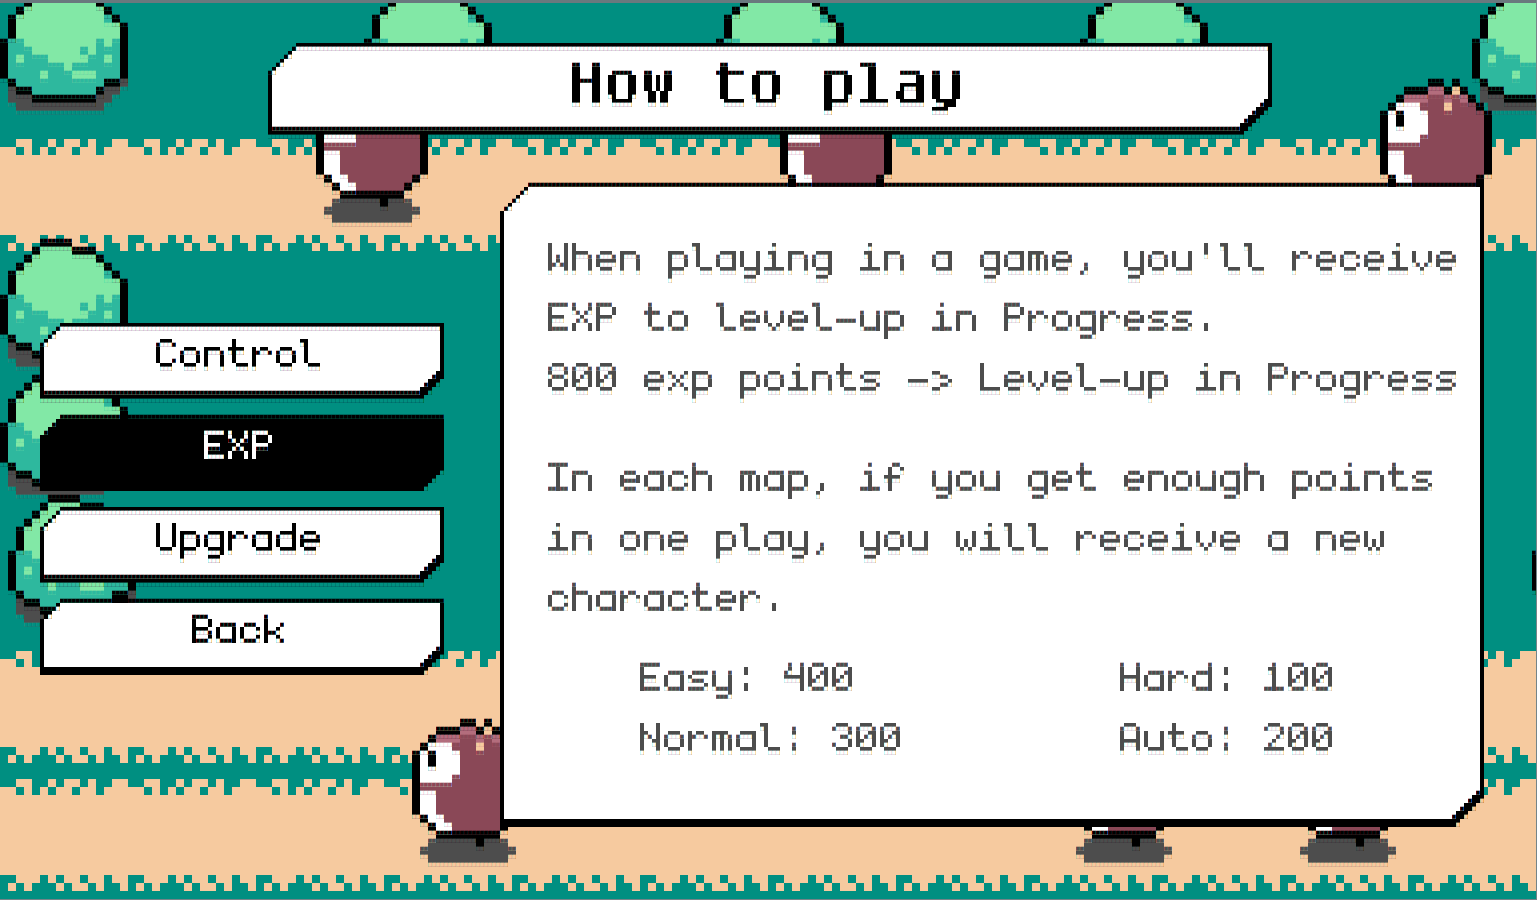 How to play
Control
EXP
Upgrade
Back
When playing in a game, you'll receive
EXP to level-up in Progress.
800 exp points -> Level-up in Progress
In each map, if you get enough points
in one play, you will receive a new
character.
Easy: 400 Hard: 100
Normal: 300 Auto: 200